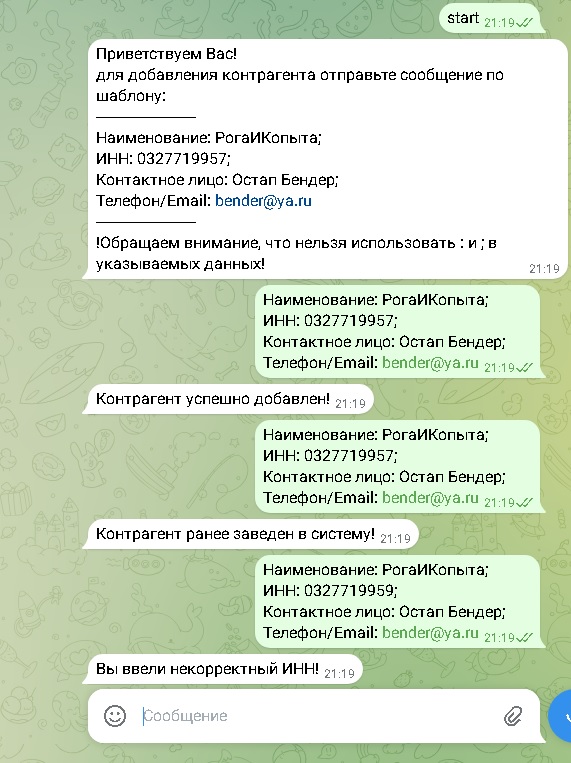 start 21:19
Приветствуем Вас!
для добавления контрагента отправьте сообщение по
шаблону:
Наименование: РогаИКопыта;
ИНН: 0327719957;
Контактное лицо: Остап Бендер;
Телефон/Email: bender@ya.ru
!Обращаем внимание, что нельзя использовать : и ; в
указываемых данных!
21:19
Наименование: РогаИКопыта;
ИНН: 0327719957;
Контактное лицо: Остап Бендер;
Телефон/Email: bender@ya.ru 21:19
Контрагент успешно добавлен! 21:19
Наименование: РогаИКопыта;
ИНН: 0327719957;
Контактное лицо: Остап Бендер;
Телефон/Email: bender@ya.ru 21:19
Контрагент ранее заведен в систему! 21:19
Наименование: РогаИКопыта;
ИНН: 0327719959;
Контактное лицо: Остап Бендер;
Телефон/Email: bender@ya.ru 21:19
Вы ввели некорректный ИНН! 21:19
Сообщение